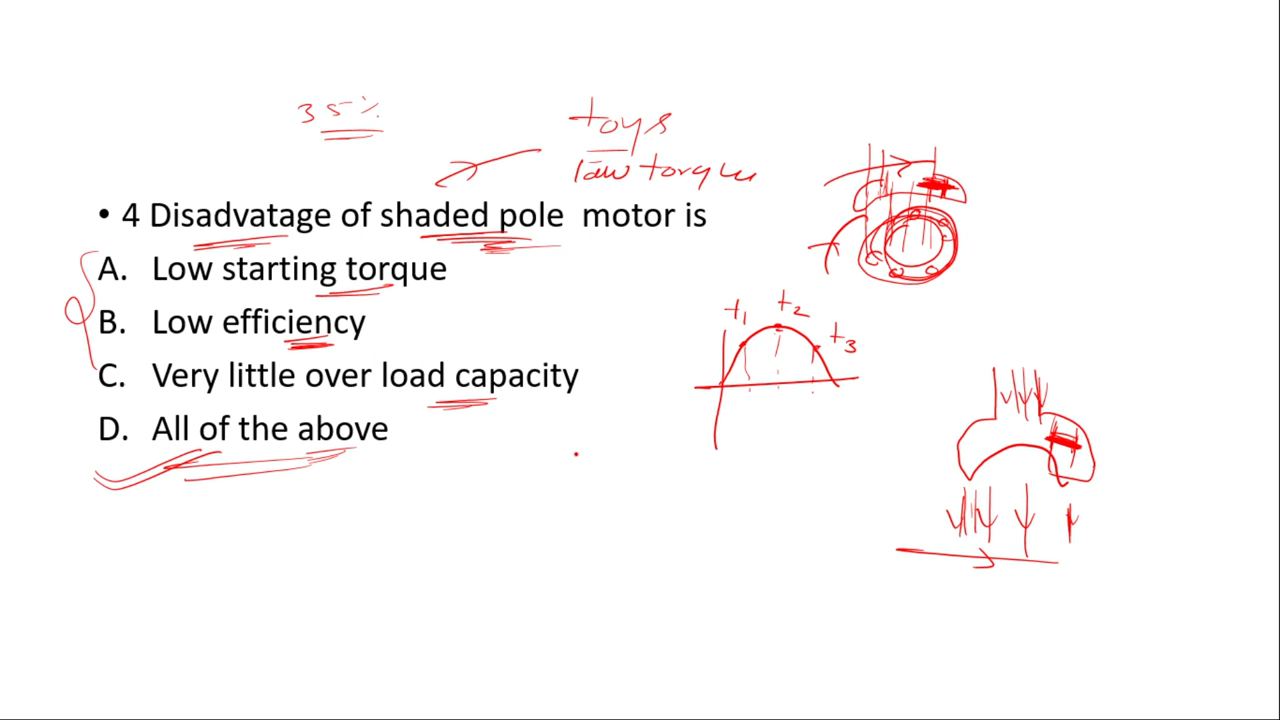 35%
toys
low torque
• 4 Disadvatage of shaded pole motor is
A. Low starting torque
B. Low efficiency
C. Very little over load capacity
D. All of the above
t1
t2
t3